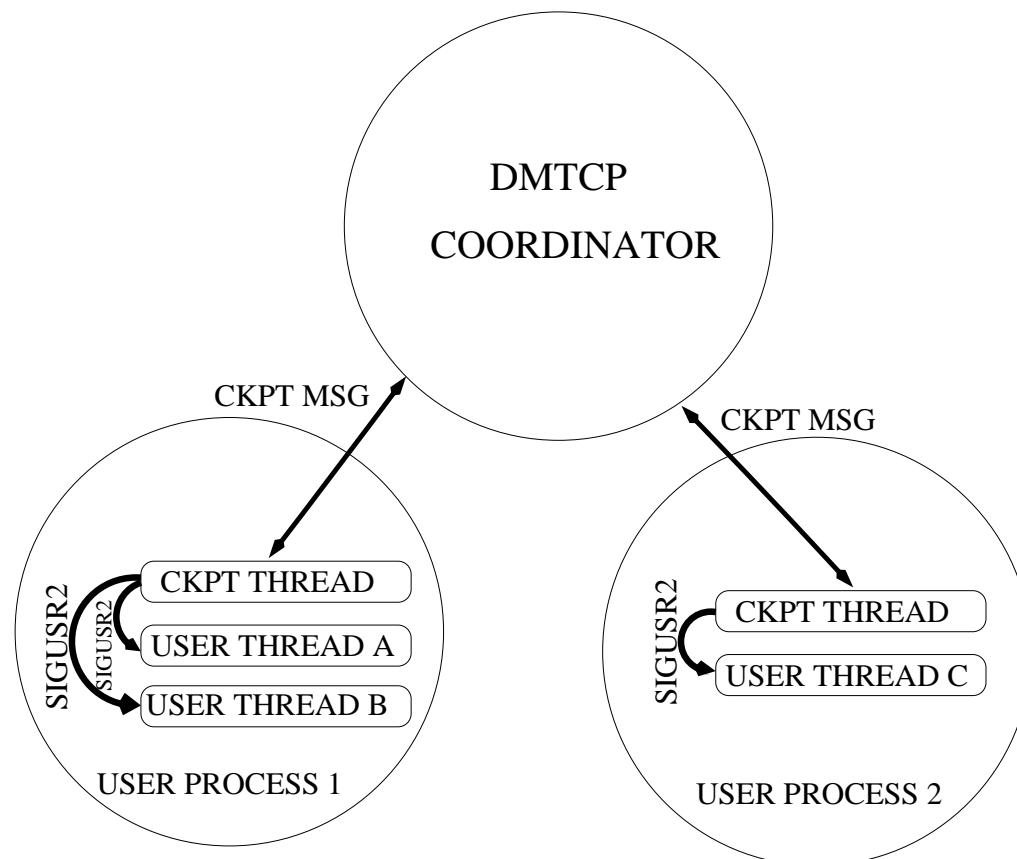 DMTCP
COORDINATOR
CKPT MSG
CKPT MSG
CKPT THREAD
USER THREAD A
USER THREAD B
SIGUSR2
SIGUSR2
USER PROCESS 1
CKPT THREAD
USER THREAD C
SIGUSR2
USER PROCESS 2